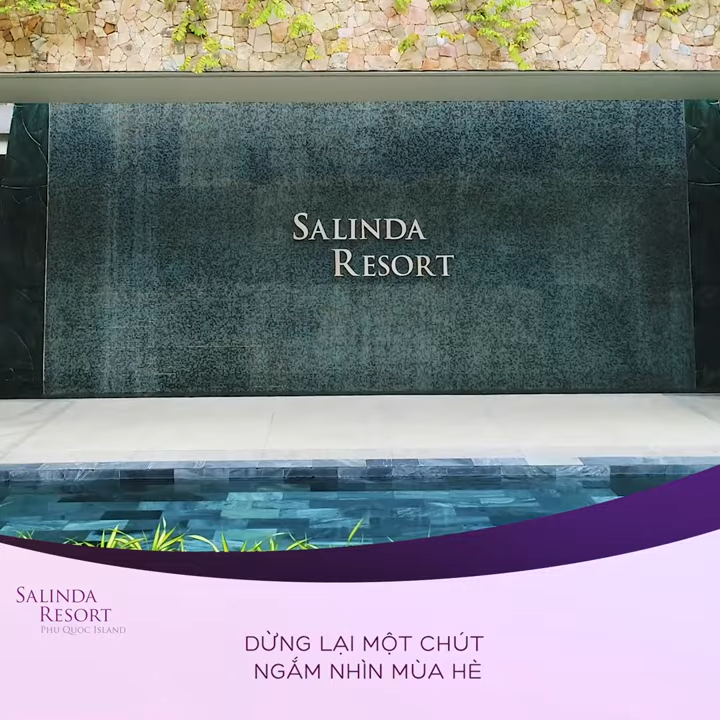 SALINDA
RESORT
SALINDA
RESORT
PHU QUOC ISLAND
DỪNG LẠI MỘT CHÚT
NGẮM NHÌN MÙA HÈ